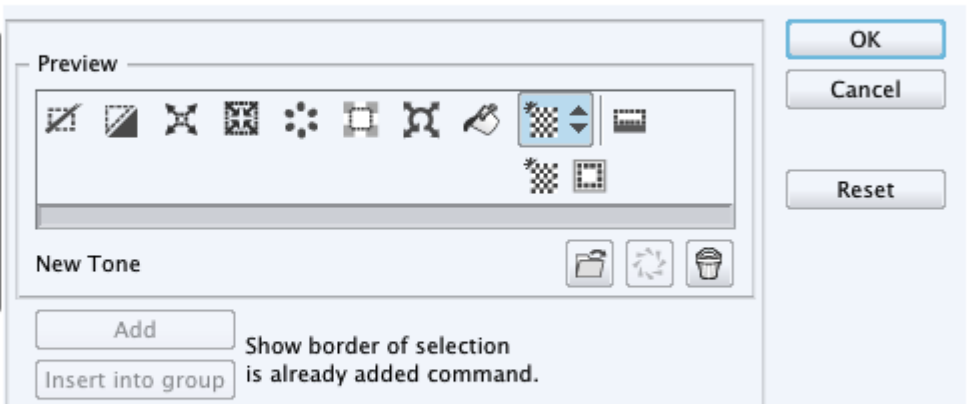 OK
Preview
Cancel
Reset
New Tone
Add
Show border of selection
Insert into group
is already added command.